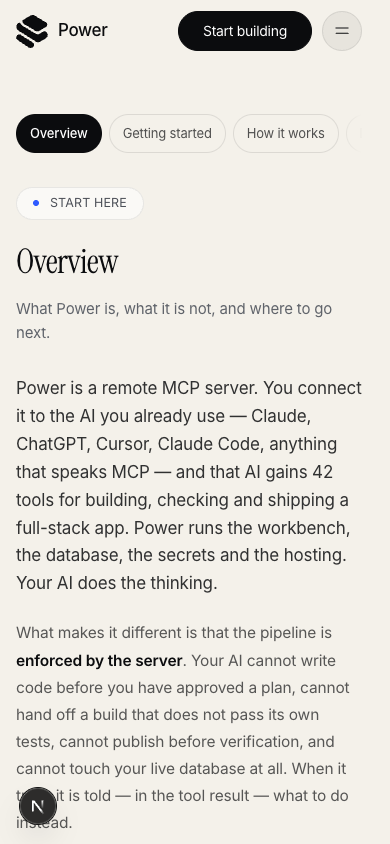 Power
Start building
Overview
Getting started
How it works
START HERE
Overview
What Power is, what it is not, and where to go
next.
Power is a remote MCP server. You connect
it to the AI you already use — Claude,
ChatGPT, Cursor, Claude Code, anything
that speaks MCP — and that AI gains 42
tools for building, checking and shipping a
full-stack app. Power runs the workbench,
the database, the secrets and the hosting.
Your AI does the thinking.
What makes it different is that the pipeline is
enforced by the server. Your AI cannot write
code before you have approved a plan, cannot
hand off a build that does not pass its own
tests, cannot publish before verification, and
cannot touch your live database at all. When it
it is told — in the tool result — what to do
N
instead.